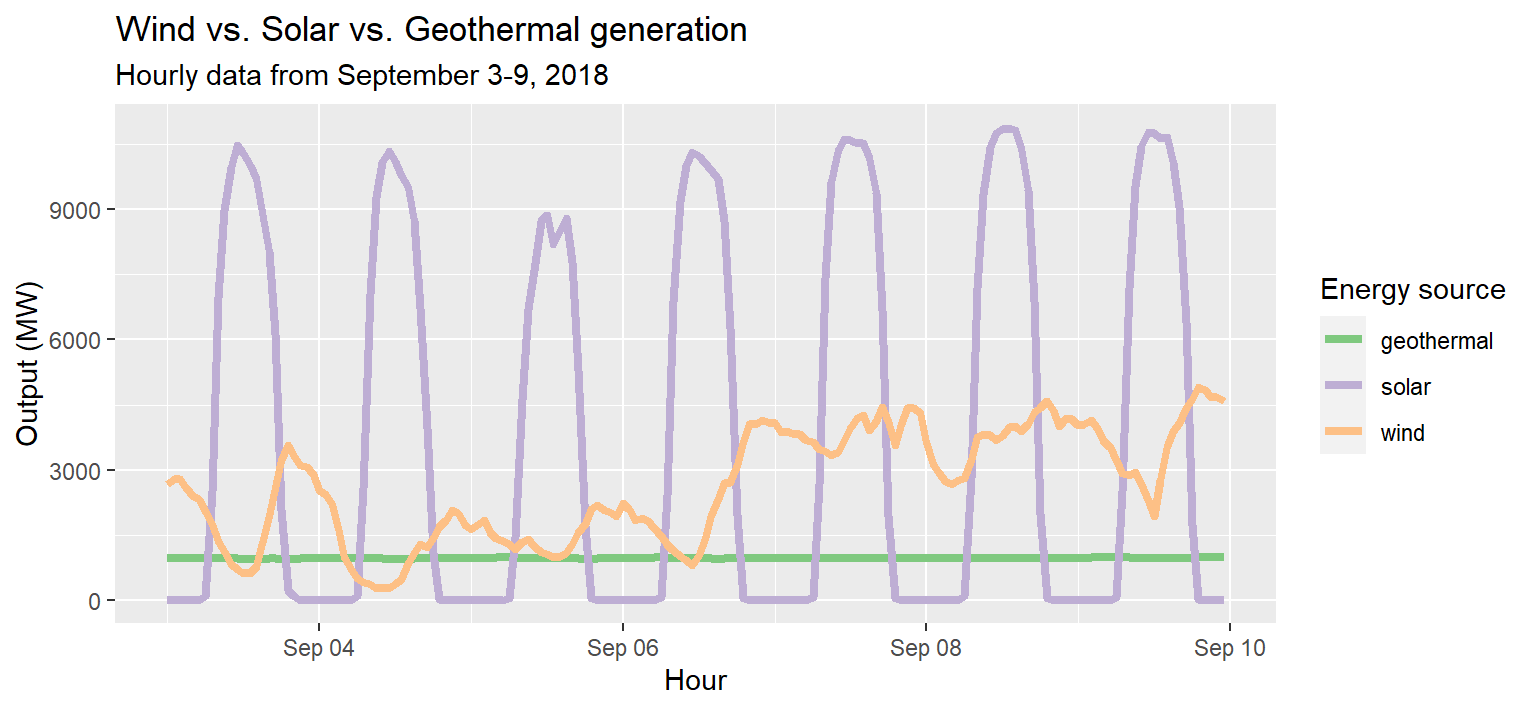 Wind vs. Solar vs. Geothermal generation
Hourly data from September 3-9, 2018
Output (MW)
9000
6000
3000
0
Sep 04
Sep 06
Sep 08
Sep 10
Hour
Energy source
geothermal
solar
wind